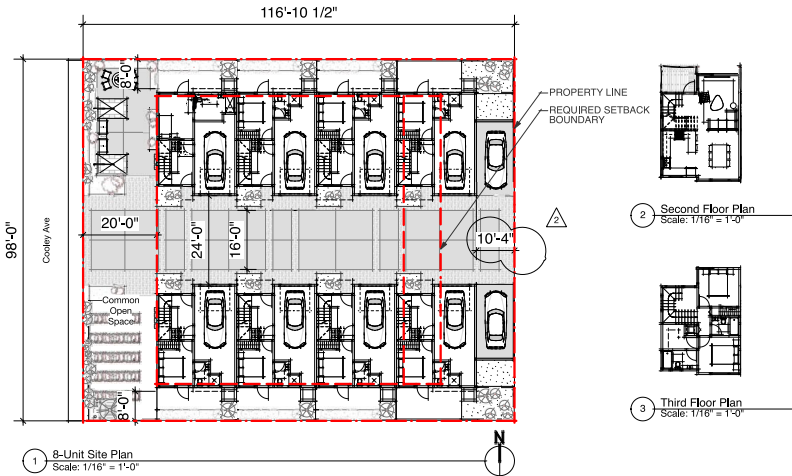 116'-10 1/2"
8'-0"
PROPERTY LINE
REQUIRED SETBACK
BOUNDARY
98'-0"
Cooley Ave
20'-0"
24'-0"
16'-0"
10'-4"
2
2 Second Floor Plan
Scale: 1/16" = 1'-0"
Common
Open
Space
8'-0"
3 Third Floor Plan
Scale: 1/16" = 1'-0"
1 8-Unit Site Plan
Scale: 1/16" = 1'-0"
N